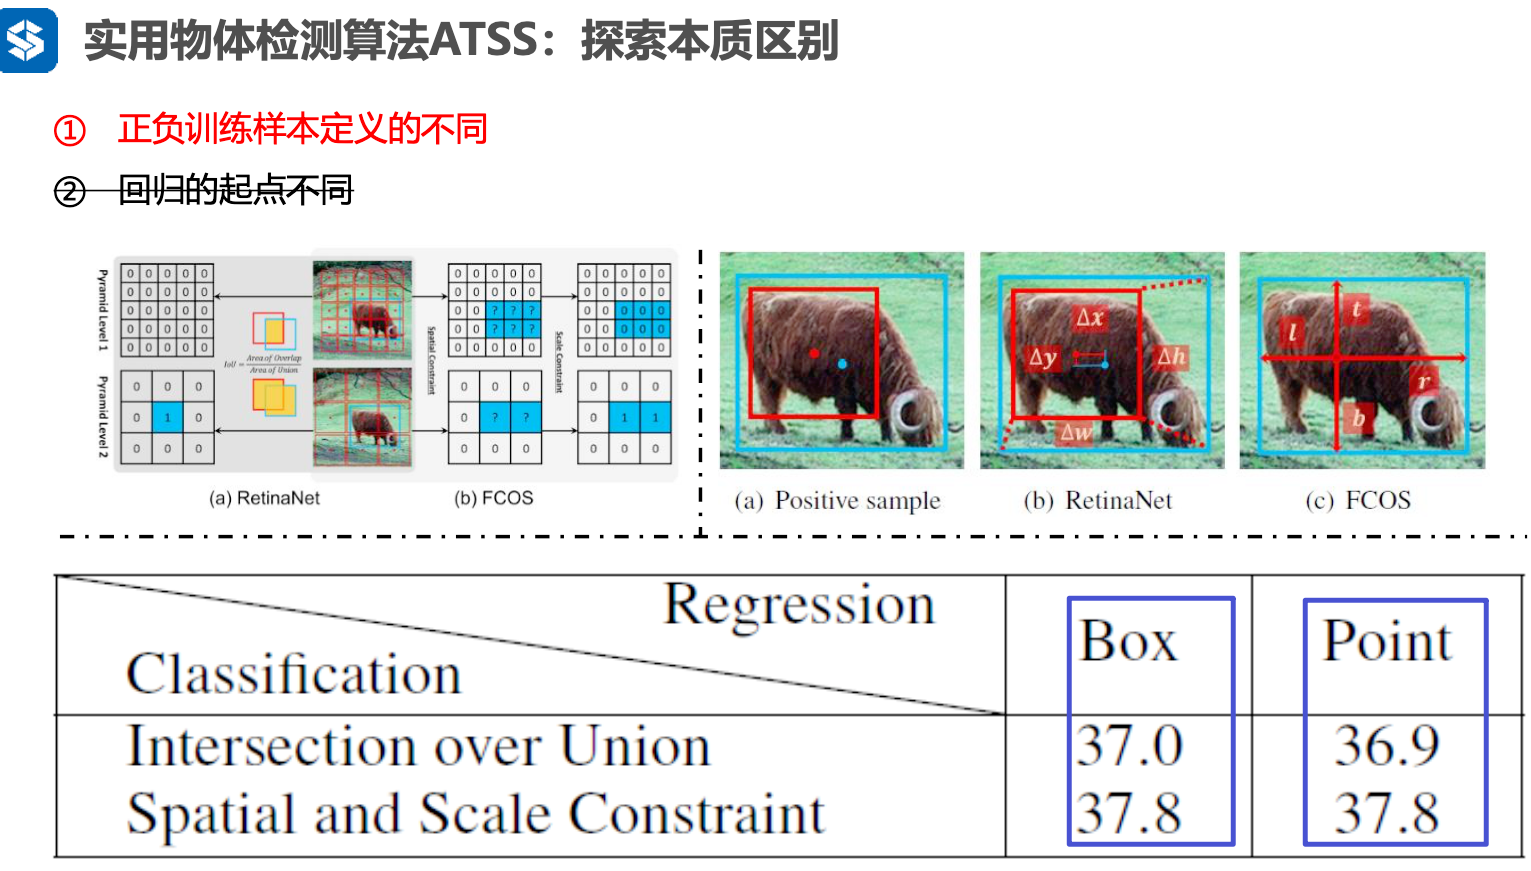 实用物体检测算法ATSS：探索本质区别
① 正负训练样本定义的不同
② 回归的起点不同
Pyramid Level 1
0 0 0 0 0
0 0 0 0 0
0 0 0 0 0
0 0 0 0 0
0 0 0 0 0
Pyramid Level 2
0 0 0
0 1 0
0 0 0
IoU = Area of Overlap
Area of Union
0 0 0 0 0
0 0 0 0 0
0 0 ? ? ?
0 0 ? ? ?
0 0 0 0 0
0 0 0
0 ? ?
0 0 0
Spatial Constraint
Scale Constraint
0 0 0 0 0
0 0 0 0 0
0 0 0 0 0
0 0 0 0 0
0 0 0 0 0
0 0 0
0 1 1
0 0 0
(a) RetinaNet
(b) FCOS
(a) Positive sample
Δx
Δy
Δh
Δw
(b) RetinaNet
l
t
r
b
(c) FCOS
Regression
Classification
Box
Point
Intersection over Union 37.0 36.9
Spatial and Scale Constraint 37.8 37.8